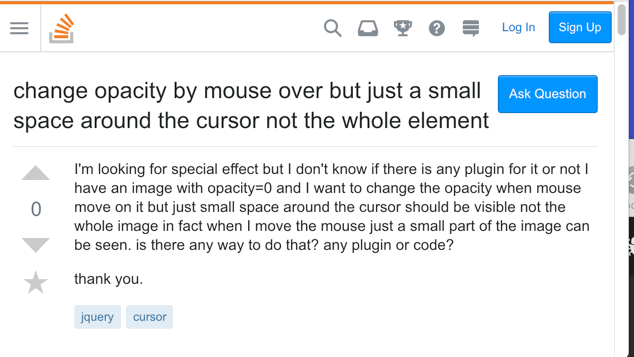 Log In
Sign Up
change opacity by mouse over but just a small
space around the cursor not the whole element
Ask Question
I'm looking for special effect but I don't know if there is any plugin for it or not I
have an image with opacity=0 and I want to change the opacity when mouse
move on it but just small space around the cursor should be visible not the
whole image in fact when I move the mouse just a small part of the image can
be seen. is there any way to do that? any plugin or code?
0
thank you.
jquery
cursor